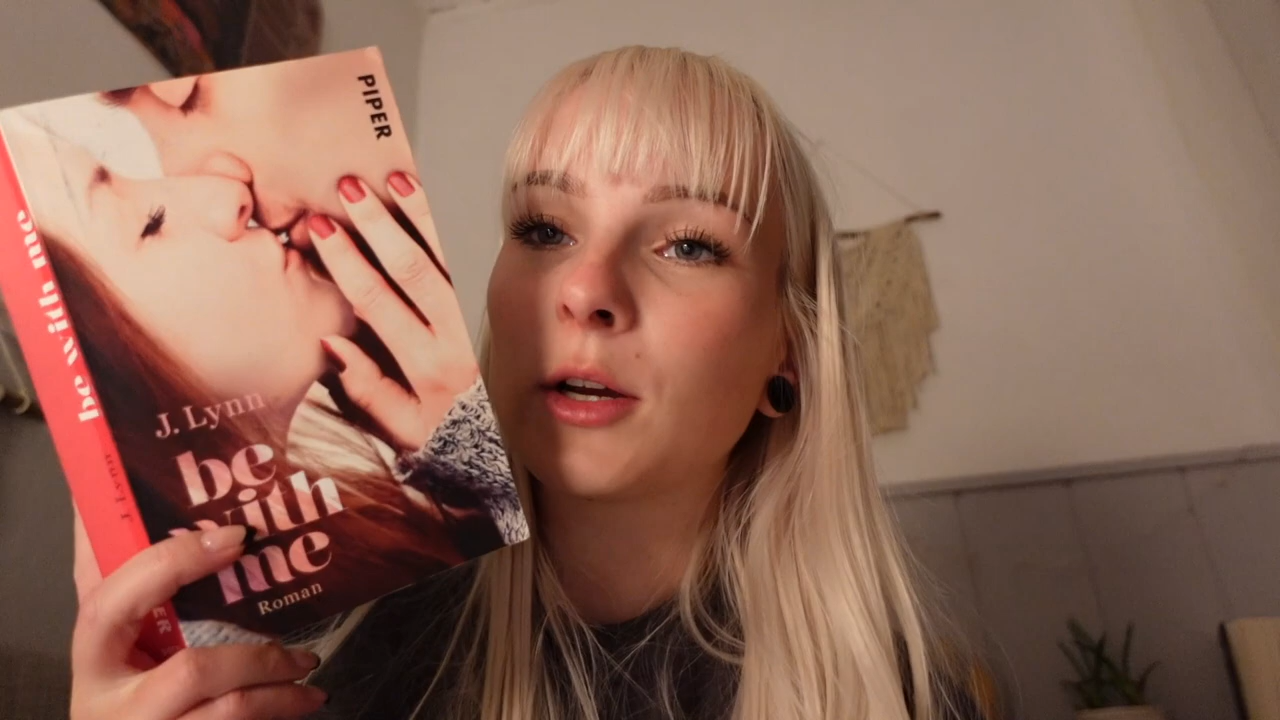 PIPER
J. Lynn
be
with
me
Roman
be with me
J. Lynn